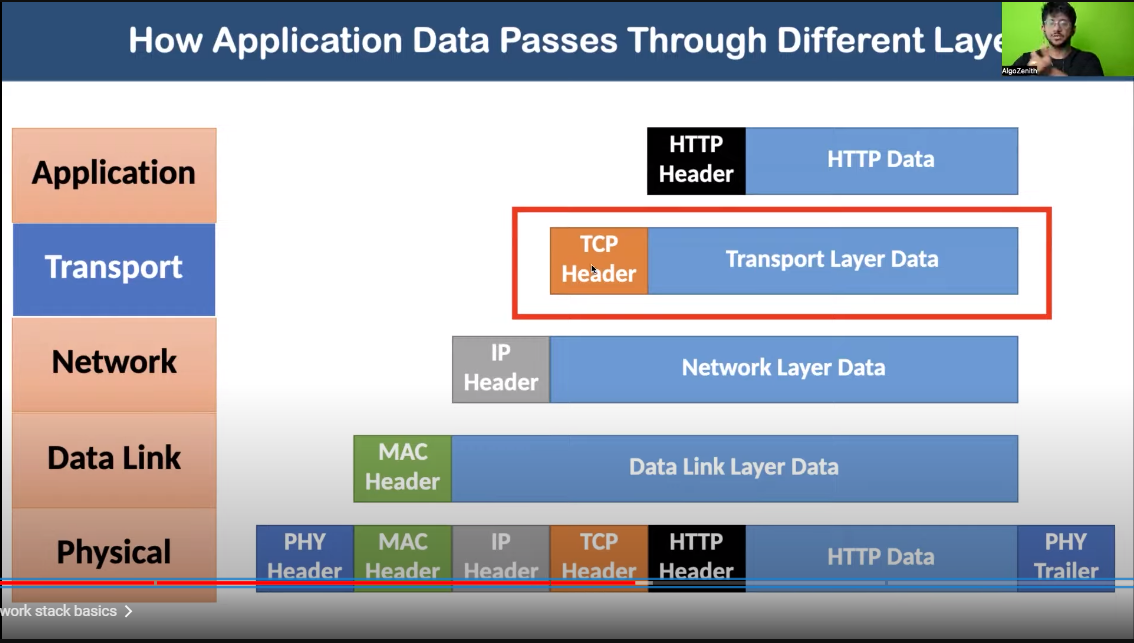 How Application Data Passes Through Different Laye
AlgoZenith
Application
HTTP
Header
HTTP Data
Transport
TCP
Header
Transport Layer Data
Network
IP
Header
Network Layer Data
Data Link
MAC
Header
Data Link Layer Data
Physical
PHY
Header
MAC
Header
IP
Header
TCP
Header
HTTP
Header
HTTP Data
PHY
Trailer
work stack basics